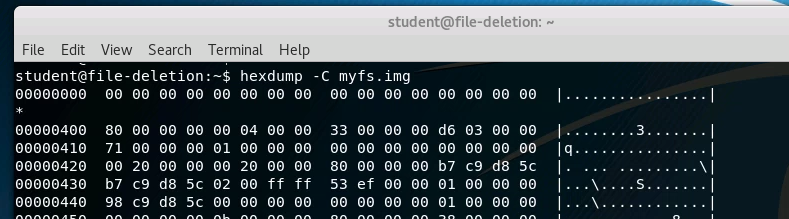 student@file-deletion: ~
File Edit View Search Terminal Help
student@file-deletion:~$ hexdump -C myfs.img
00000000  00 00 00 00 00 00 00 00  00 00 00 00 00 00 00 00  |................|
*
00000400  80 00 00 00 00 04 00 00  33 00 00 00 d6 03 00 00  |........3.......|
00000410  71 00 00 00 01 00 00 00  00 00 00 00 00 00 00 00  |q...............|
00000420  00 20 00 00 00 20 00 00  80 00 00 00 b7 c9 d8 5c  |. ... .........\|
00000430  b7 c9 d8 5c 02 00 ff ff  53 ef 00 00 01 00 00 00  |...\....S.......|
00000440  98 c9 d8 5c 00 00 00 00  00 00 00 00 01 00 00 00  |...\............|